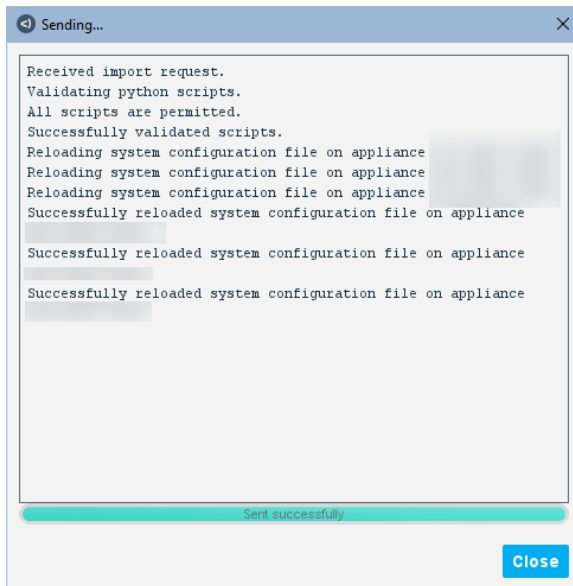 Sending...
Received import request.
Validating python scripts.
All scripts are permitted.
Successfully validated scripts.
Reloading system configuration file on appliance
Reloading system configuration file on appliance
Reloading system configuration file on appliance
Successfully reloaded system configuration file on appliance
Successfully reloaded system configuration file on appliance
Successfully reloaded system configuration file on appliance
Sent successfully
Close